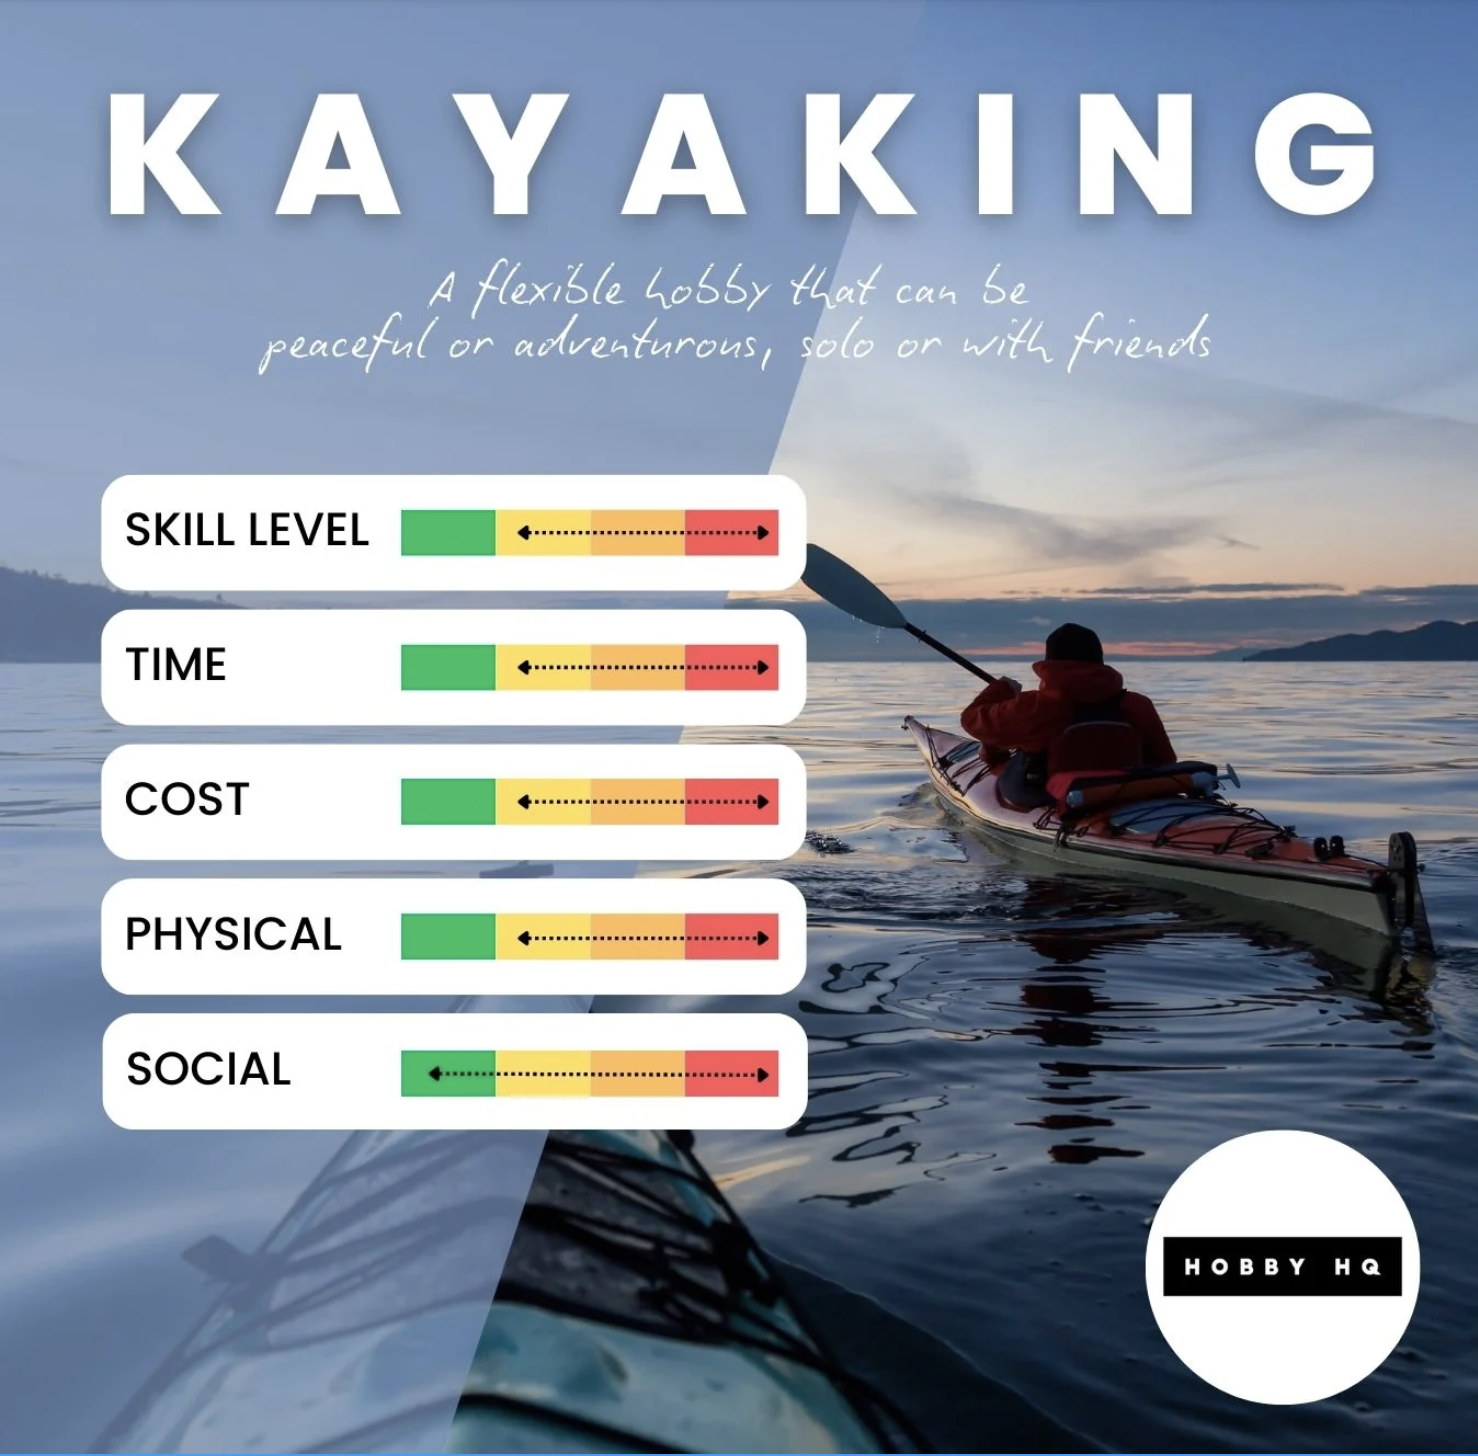 KAYAKING
A flexible hobby that can be
peaceful or adventurous, solo or with friends
SKILL LEVEL
TIME
COST
PHYSICAL
SOCIAL
HOBBY HQ